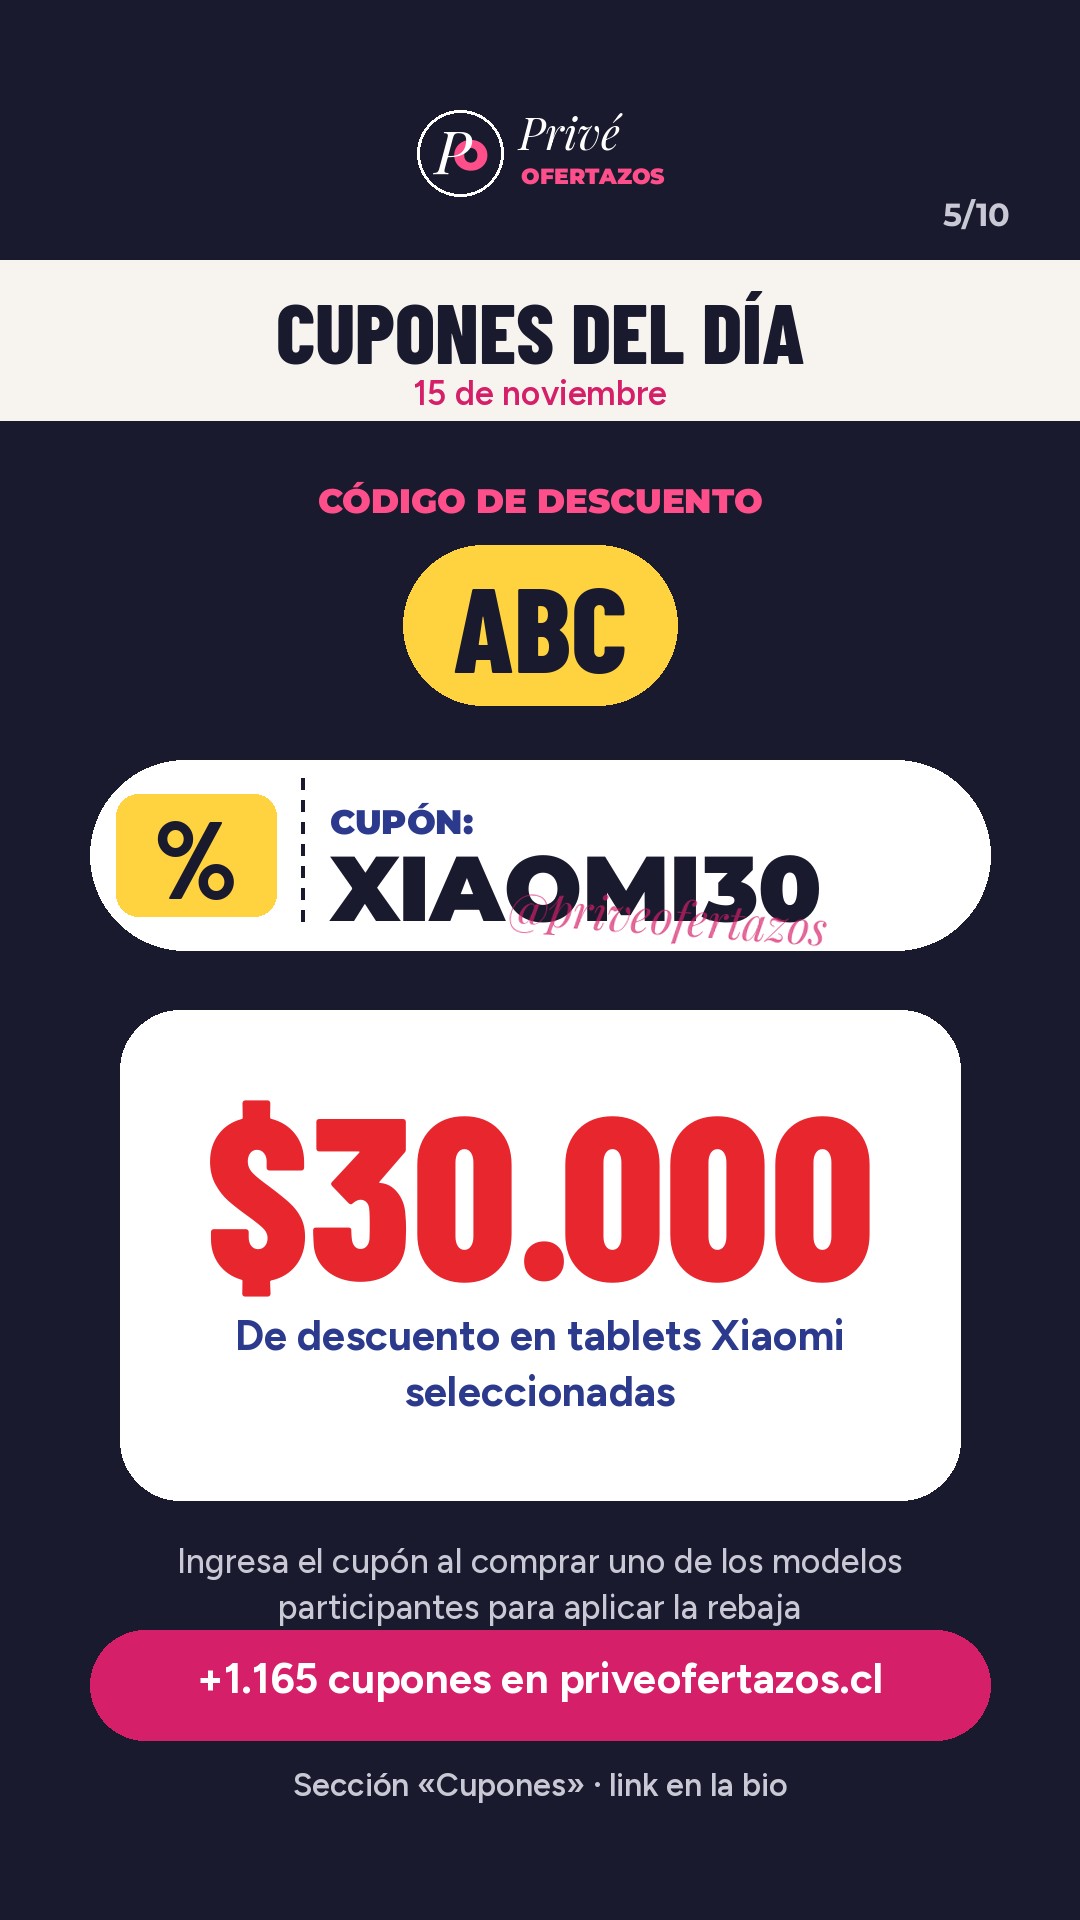 Po Privé
OFERTAZOS
5/10
CUPONES DEL DÍA
15 de noviembre
CÓDIGO DE DESCUENTO
ABC
%
CUPÓN:
XIAOMI30
@priveofertazos
$30.000
De descuento en tablets Xiaomi
seleccionadas
Ingresa el cupón al comprar uno de los modelos
participantes para aplicar la rebaja
+1.165 cupones en priveofertazos.cl
Sección «Cupones» · link en la bio